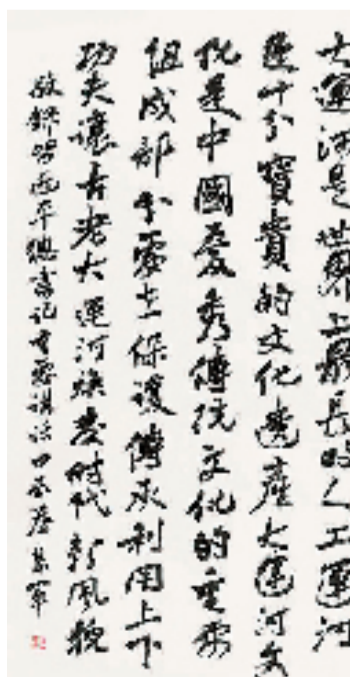 大運河是世界上最長的人工運河
是十分寶貴的文化遺產大運河文
化是中國優秀傳統文化的重要
組成部分要在保護傳承利用上下
功夫讓古老大運河煥發时代新風貌
敬錄習近平總書記重要講話